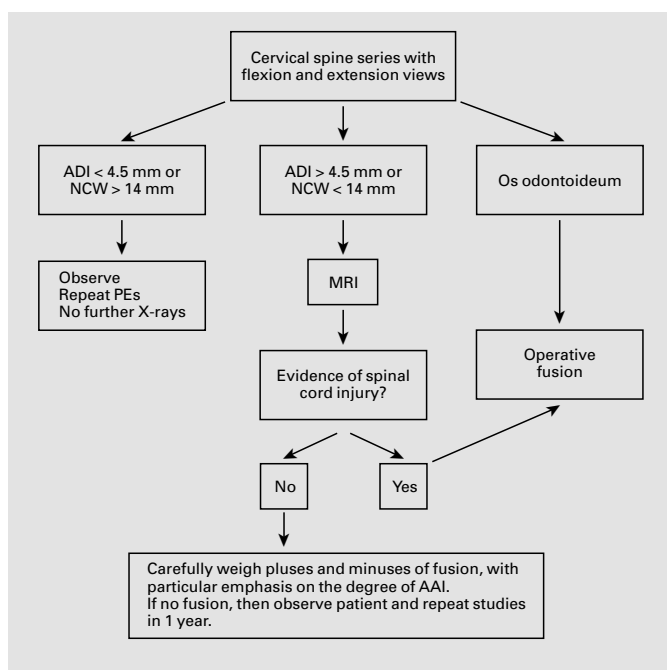 Cervical spine series with
flexion and extension views
ADI < 4.5 mm or
NCW > 14 mm
ADI > 4.5 mm or
NCW < 14 mm
Os odontoideum
Observe
Repeat PEs
No further X-rays
MRI
Evidence of spinal
cord injury?
Operative
fusion
No
Yes
Carefully weigh pluses and minuses of fusion, with
particular emphasis on the degree of AAI.
If no fusion, then observe patient and repeat studies
in 1 year.